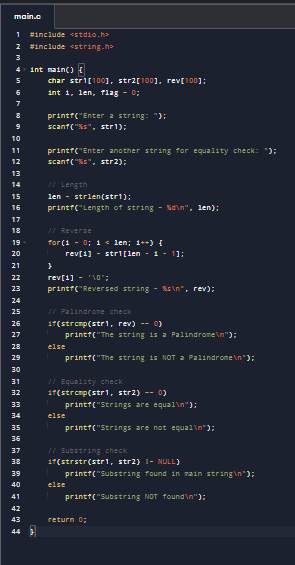 main.c
1 #include <stdio.h>
2 #include <string.h>
3
4 int main() {
5 char str1[100], str2[100], rev[100];
6 int i, len, flag = 0;
7
8 printf("Enter a string: ");
9 scanf("%s", str1);
10
11 printf("Enter another string for equality check: ");
12 scanf("%s", str2);
13
14 // Length
15 len = strlen(str1);
16 printf("Length of string = %d\n", len);
17
18 // Reverse
19 for(i = 0; i < len; i++) {
20 rev[i] = str1[len - i - 1];
21 }
22 rev[i] = '\0';
23 printf("Reversed string = %s\n", rev);
24
25 // Palindrome check
26 if(strcmp(str1, rev) == 0)
27 printf("The string is a Palindrome\n");
28 else
29 printf("The string is NOT a Palindrome\n");
30
31 // Equality check
32 if(strcmp(str1, str2) == 0)
33 printf("Strings are equal\n");
34 else
35 printf("Strings are not equal\n");
36
37 // Substring check
38 if(strstr(str1, str2) != NULL)
39 printf("Substring found in main string\n");
40 else
41 printf("Substring NOT found\n");
42
43 return 0;
44 }